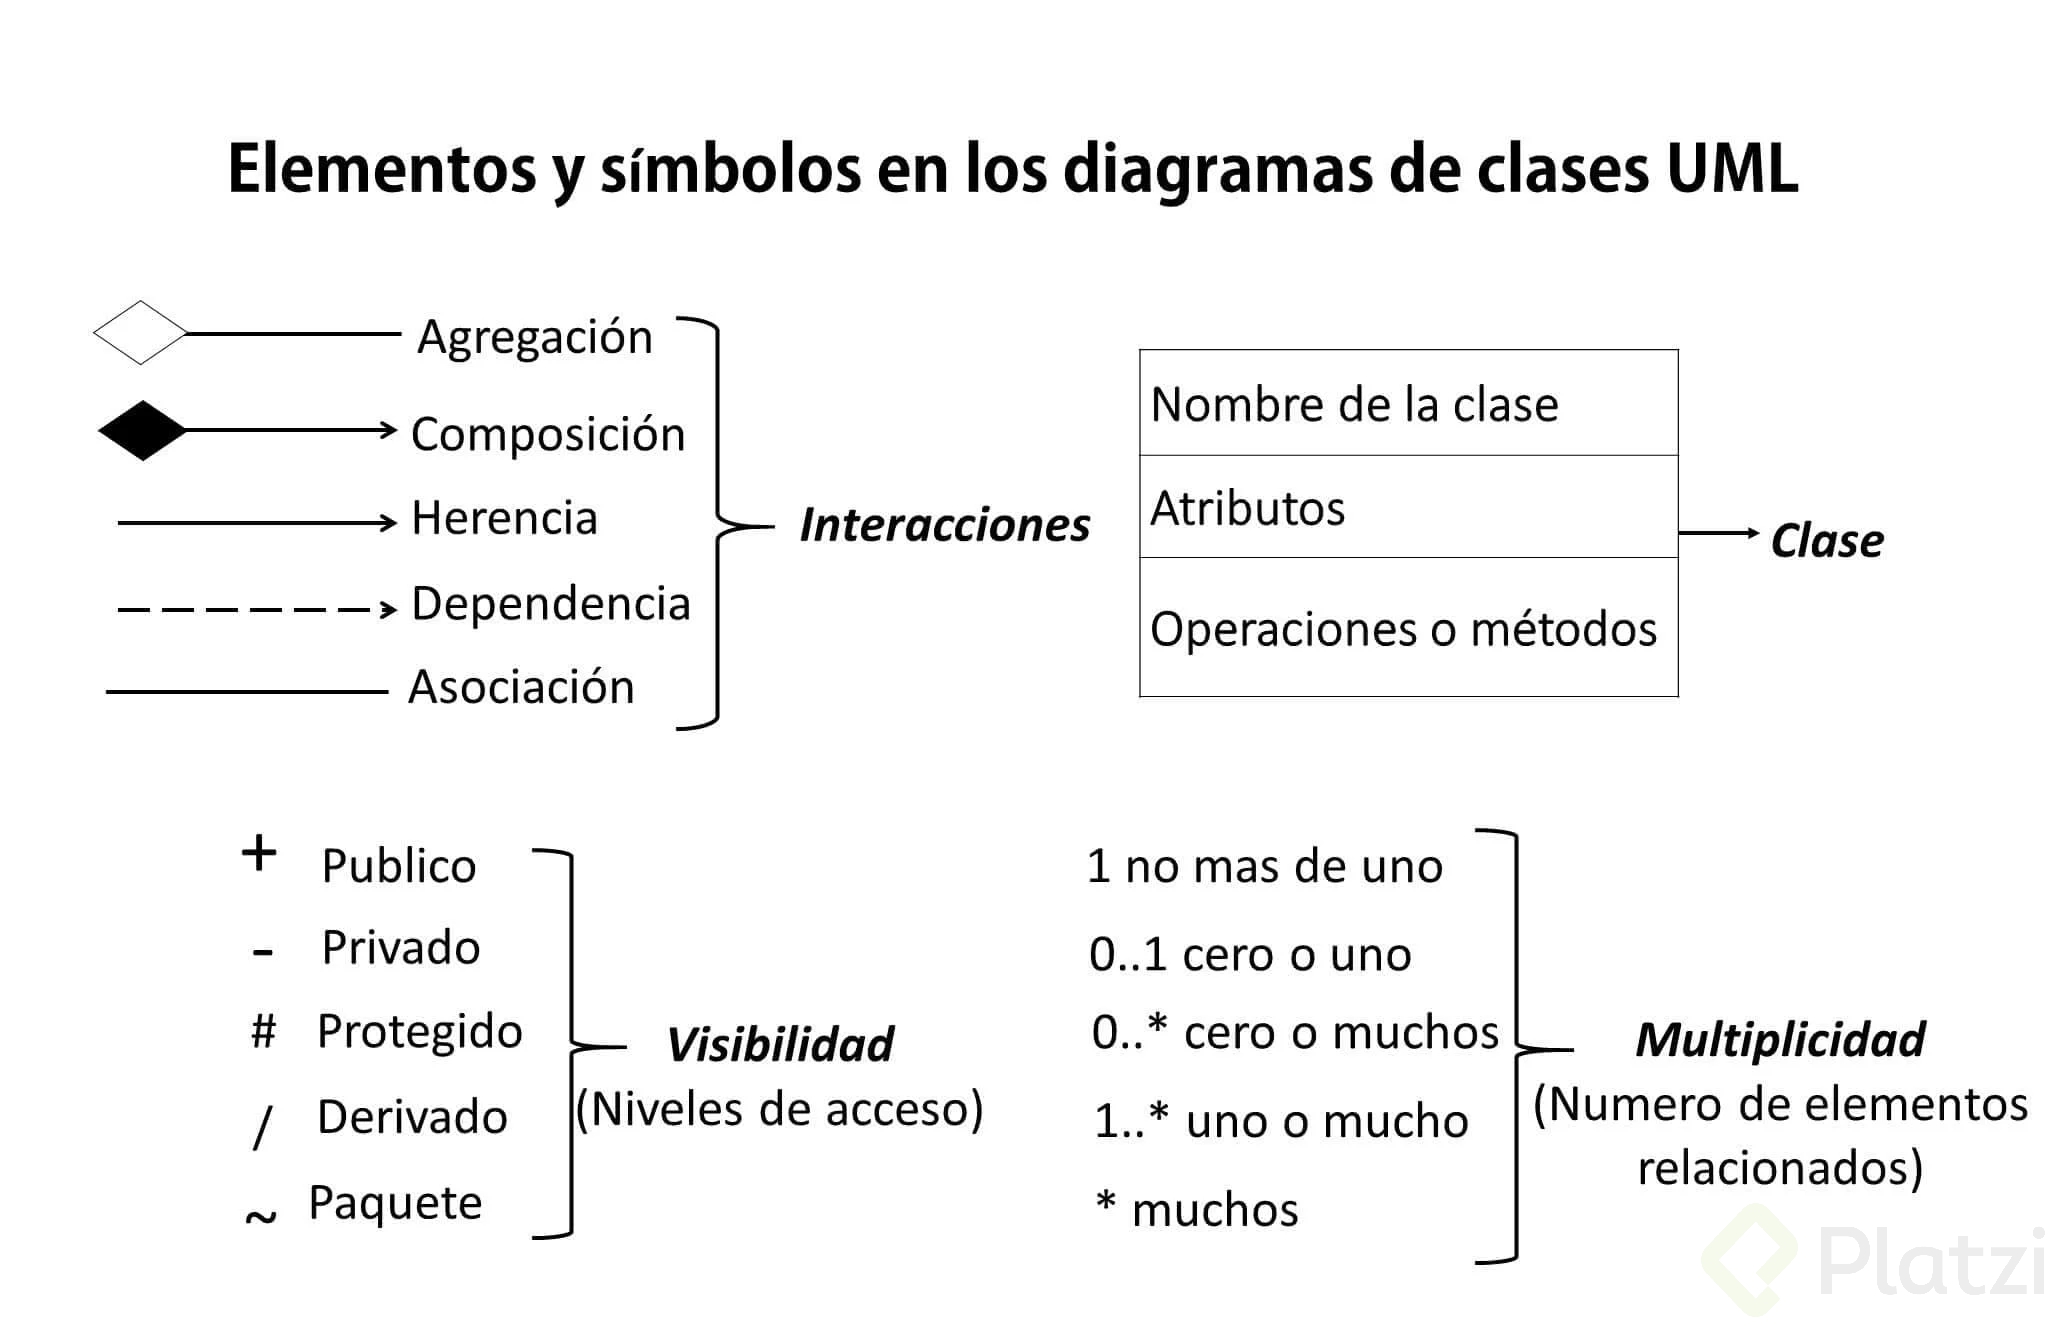 Elementos y símbolos en los diagramas de clases UML
Agregación
Composición
Herencia
Dependencia
Asociación
Interacciones
Nombre de la clase
Atributos
Operaciones o métodos
Clase
+ Publico
- Privado
# Protegido
/ Derivado
~ Paquete
Visibilidad
(Niveles de acceso)
1 no mas de uno
0..1 cero o uno
0..* cero o muchos
1..* uno o mucho
* muchos
Multiplicidad
(Numero de elementos
relacionados)
Platzi